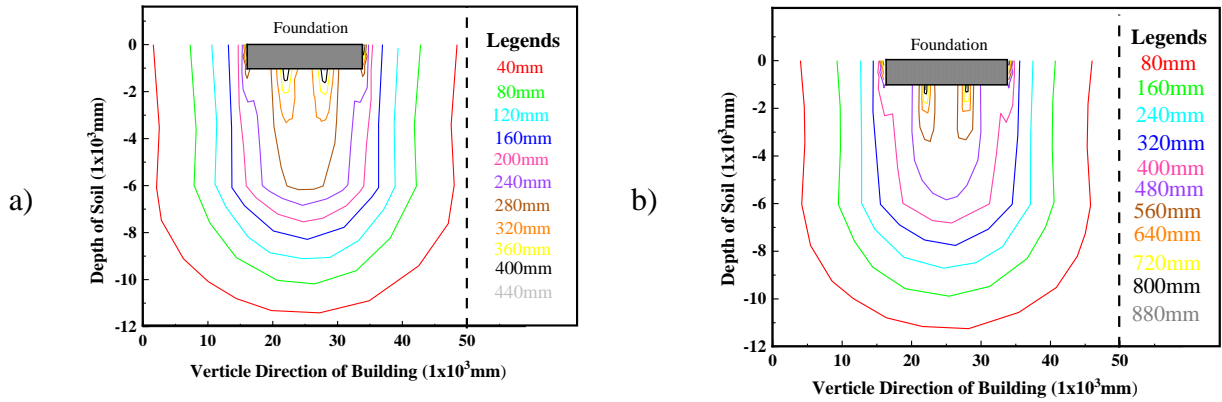 a)
Foundation
Legends
40mm
80mm
120mm
160mm
200mm
240mm
280mm
320mm
360mm
400mm
440mm
0
-2
-4
-6
-8
-10
-12
Depth of Soil (1x10³mm)
0 10 20 30 40 50
Verticle Direction of Building (1x10³mm)
b)
Foundation
Legends
80mm
160mm
240mm
320mm
400mm
480mm
560mm
640mm
720mm
800mm
880mm
0
-2
-4
-6
-8
-10
-12
Depth of Soil (1x10³mm)
0 10 20 30 40 50
Verticle Direction of Building (1x10³mm)